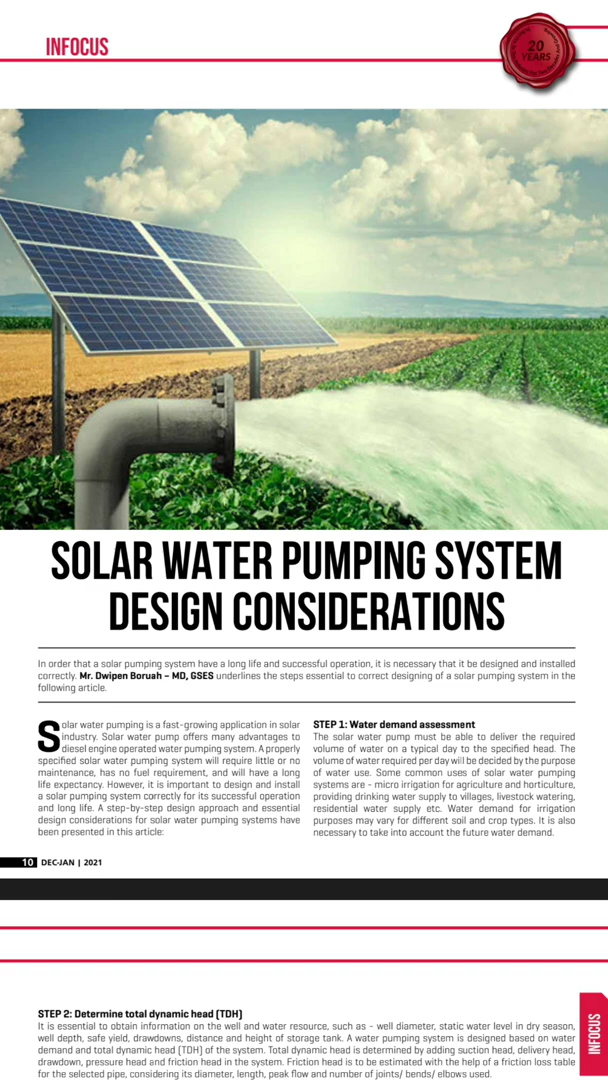 INFOCUS
20
YEARS
SOLAR WATER PUMPING SYSTEM
DESIGN CONSIDERATIONS
In order that a solar pumping system have a long life and successful operation, it is necessary that it be designed and installed
correctly. Mr. Dwipen Boruah – MD, GSES underlines the steps essential to correct designing of a solar pumping system in the
following article.
Solar water pumping is a fast-growing application in solar
industry. Solar water pump offers many advantages to
diesel engine operated water pumping system. A properly
specified solar water pumping system will require little or no
maintenance, has no fuel requirement, and will have a long
life expectancy. However, it is important to design and install
a solar pumping system correctly for its successful operation
and long life. A step-by-step design approach and essential
design considerations for solar water pumping systems have
been presented in this article:
STEP 1: Water demand assessment
The solar water pump must be able to deliver the required
volume of water on a typical day to the specified head. The
volume of water required per day will be decided by the purpose
of water use. Some common uses of solar water pumping
systems are - micro irrigation for agriculture and horticulture,
providing drinking water supply to villages, livestock watering,
residential water supply etc. Water demand for irrigation
purposes may vary for different soil and crop types. It is also
necessary to take into account the future water demand.
10 DEC-JAN | 2021
STEP 2: Determine total dynamic head (TDH)
It is essential to obtain information on the well and water resource, such as - well diameter, static water level in dry season,
well depth, safe yield, drawdowns, distance and height of storage tank. A water pumping system is designed based on water
demand and total dynamic head (TDH) of the system. Total dynamic head is determined by adding suction head, delivery head,
drawdown, pressure head and friction head in the system. Friction head is to be estimated with the help of a friction loss table
for the selected pipe, considering its diameter, length, peak flow and number of joints/ bends/ elbows used.
INFOCUS